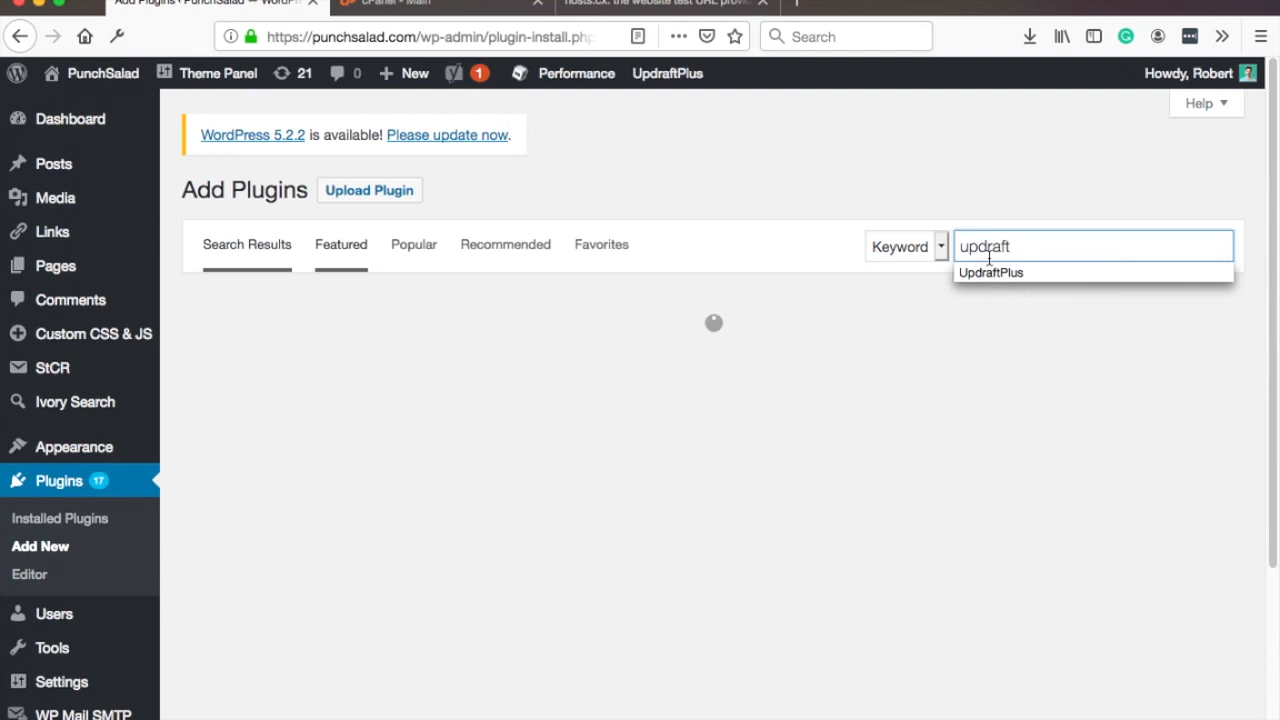 Add Plugins ‹ PunchSalad — WordPr
cPanel - Main
hosts.cx: the website test URL provi
https://punchsalad.com/wp-admin/plugin-install.php
Search
PunchSalad
Theme Panel
21
0
New
1
Performance
UpdraftPlus
Howdy, Robert
Help
Dashboard
Posts
Media
Links
Pages
Comments
Custom CSS & JS
StCR
Ivory Search
Appearance
Plugins 17
Installed Plugins
Add New
Editor
Users
Tools
Settings
WP Mail SMTP
WordPress 5.2.2 is available! Please update now.
Add Plugins
Upload Plugin
Search Results
Featured
Popular
Recommended
Favorites
Keyword
updraft
UpdraftPlus